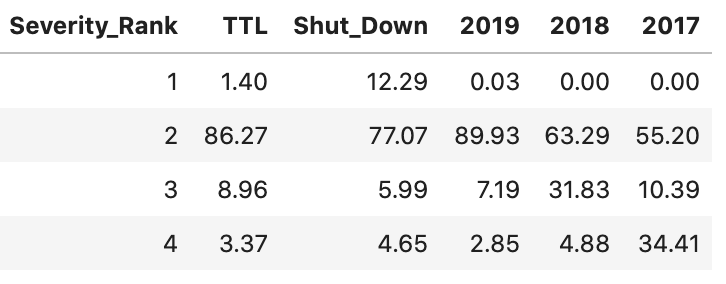 Severity_Rank TTL Shut_Down 2019 2018 2017
1 1.40 12.29 0.03 0.00 0.00
2 86.27 77.07 89.93 63.29 55.20
3 8.96 5.99 7.19 31.83 10.39
4 3.37 4.65 2.85 4.88 34.41